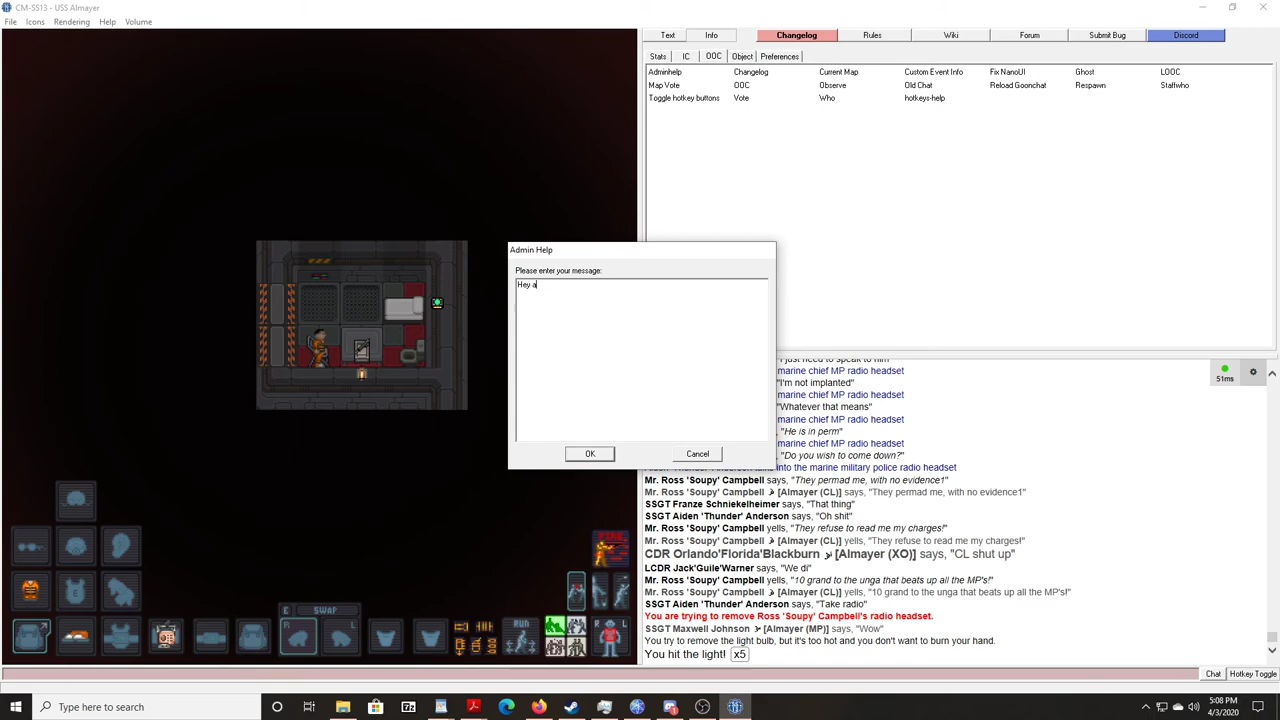 CM-SS13 - USS Almayer
File Icons Rendering Help Volume
Text Info Changelog Rules Wiki Forum Submit Bug Discord
Stats IC OOC Object Preferences
Adminhelp Changelog Current Map Custom Event Info Fix NanoUI Ghost LOOC
Map Vote OOC Observe Old Chat Reload Goonchat Respawn Staffwho
Toggle hotkey buttons Vote Who hotkeys-help
Admin Help
Please enter your message:
Hey a
OK Cancel
51ms
I just need to speak to him
marine chief MP radio headset
"I'm not implanted"
marine chief MP radio headset
"Whatever that means"
marine chief MP radio headset
"He is in perm"
marine chief MP radio headset
"Do you wish to come down?"
Aiden 'Thunder' Anderson talks into the marine military police radio headset
Mr. Ross 'Soupy' Campbell says, "They permad me, with no evidence1"
Mr. Ross 'Soupy' Campbell [Almayer (CL)] says, "They permad me, with no evidence1"
SSGT Franze Schniekelheimer says, "That thing"
SSGT Aiden 'Thunder' Anderson says, "Oh shit"
Mr. Ross 'Soupy' Campbell yells, "They refuse to read me my charges!"
Mr. Ross 'Soupy' Campbell [Almayer (CL)] yells, "They refuse to read me my charges!"
CDR Orlando'Florida'Blackburn [Almayer (XO)] says, "CL shut up"
LCDR Jack'Guile'Warner says, "We di"
Mr. Ross 'Soupy' Campbell yells, "10 grand to the unga that beats up all the MP's!"
Mr. Ross 'Soupy' Campbell [Almayer (CL)] yells, "10 grand to the unga that beats up all the MP's!"
SSGT Aiden 'Thunder' Anderson says, "Take radio"
You are trying to remove Ross 'Soupy' Campbell's radio headset.
SSGT Maxwell Johnson [Almayer (MP)] says, "Wow"
You try to remove the light bulb, but it's too hot and you don't want to burn your hand.
You hit the light! x5
FIRE
E SWAP
R L
RUN
R L
Chat Hotkey Toggle
Type here to search
5:08 PM
4/3/2020